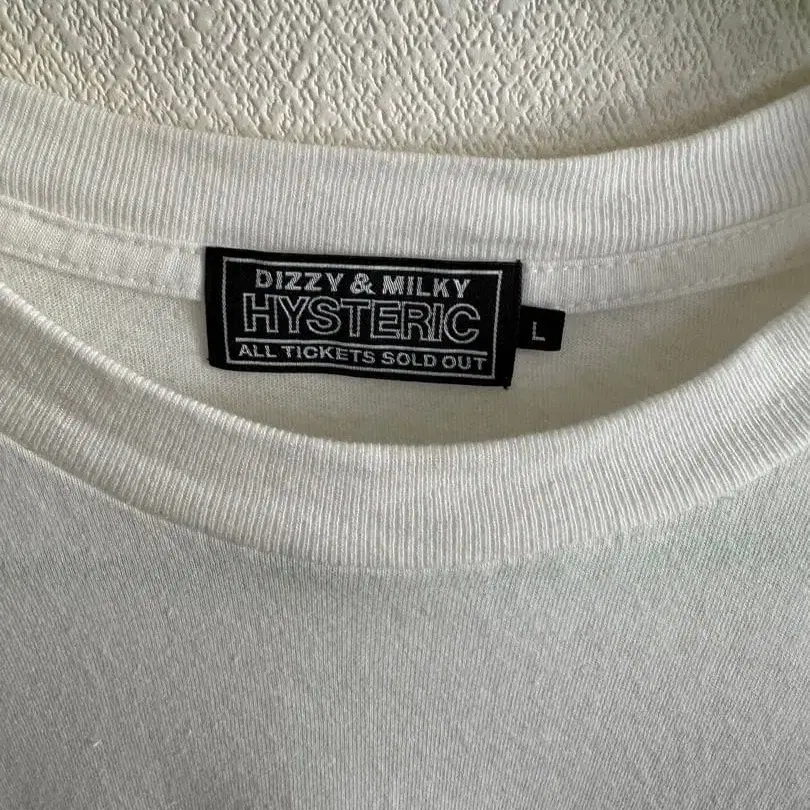 DIZZY & MILKY
HYSTERIC
ALL TICKETS SOLD OUT
L